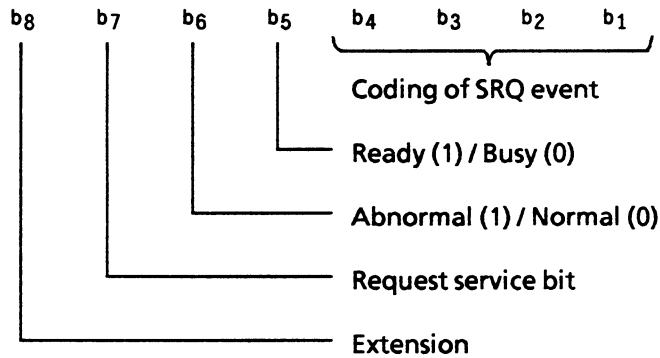 b8 b7 b6 b5 b4 b3 b2 b1
Coding of SRQ event
Ready (1) / Busy (0)
Abnormal (1) / Normal (0)
Request service bit
Extension